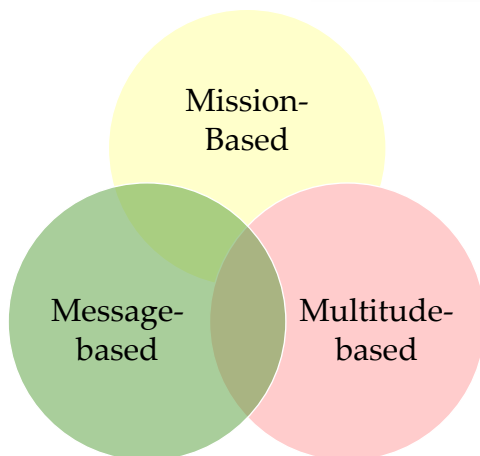 Mission-
Based
Message-
based
Multitude-
based